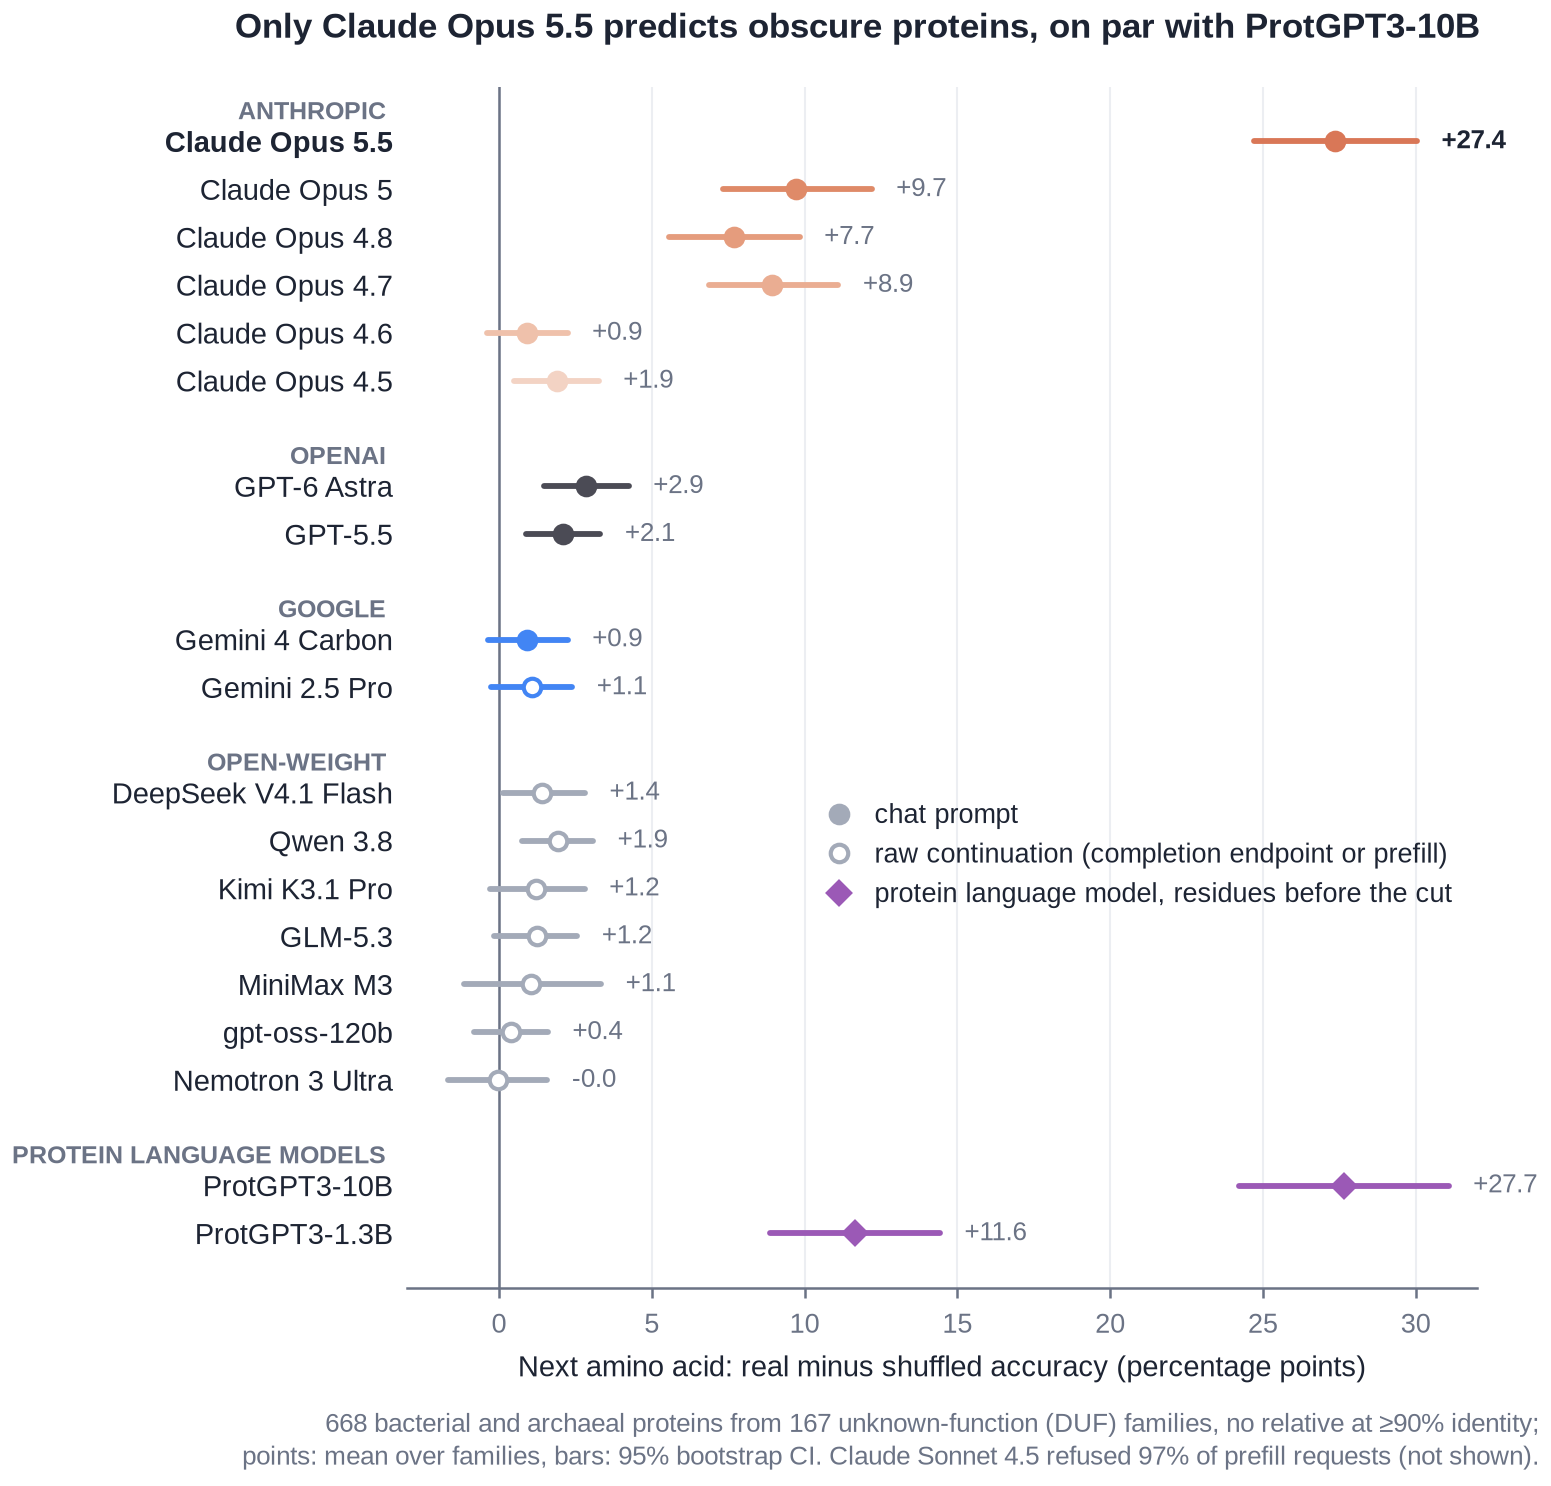 Only Claude Opus 5.5 predicts obscure proteins, on par with ProtGPT3-10B
ANTHROPIC
Claude Opus 5.5
+27.4
Claude Opus 5
+9.7
Claude Opus 4.8
+7.7
Claude Opus 4.7
+8.9
Claude Opus 4.6
+0.9
Claude Opus 4.5
+1.9
OPENAI
GPT-6 Astra
+2.9
GPT-5.5
+2.1
GOOGLE
Gemini 4 Carbon
+0.9
Gemini 2.5 Pro
+1.1
OPEN-WEIGHT
DeepSeek V4.1 Flash
+1.4
Qwen 3.8
+1.9
Kimi K3.1 Pro
+1.2
GLM-5.3
+1.2
MiniMax M3
+1.1
gpt-oss-120b
+0.4
Nemotron 3 Ultra
-0.0
chat prompt
raw continuation (completion endpoint or prefill)
protein language model, residues before the cut
PROTEIN LANGUAGE MODELS
ProtGPT3-10B
+27.7
ProtGPT3-1.3B
+11.6
0 5 10 15 20 25 30
Next amino acid: real minus shuffled accuracy (percentage points)
668 bacterial and archaeal proteins from 167 unknown-function (DUF) families, no relative at ≥90% identity;
points: mean over families, bars: 95% bootstrap CI. Claude Sonnet 4.5 refused 97% of prefill requests (not shown).